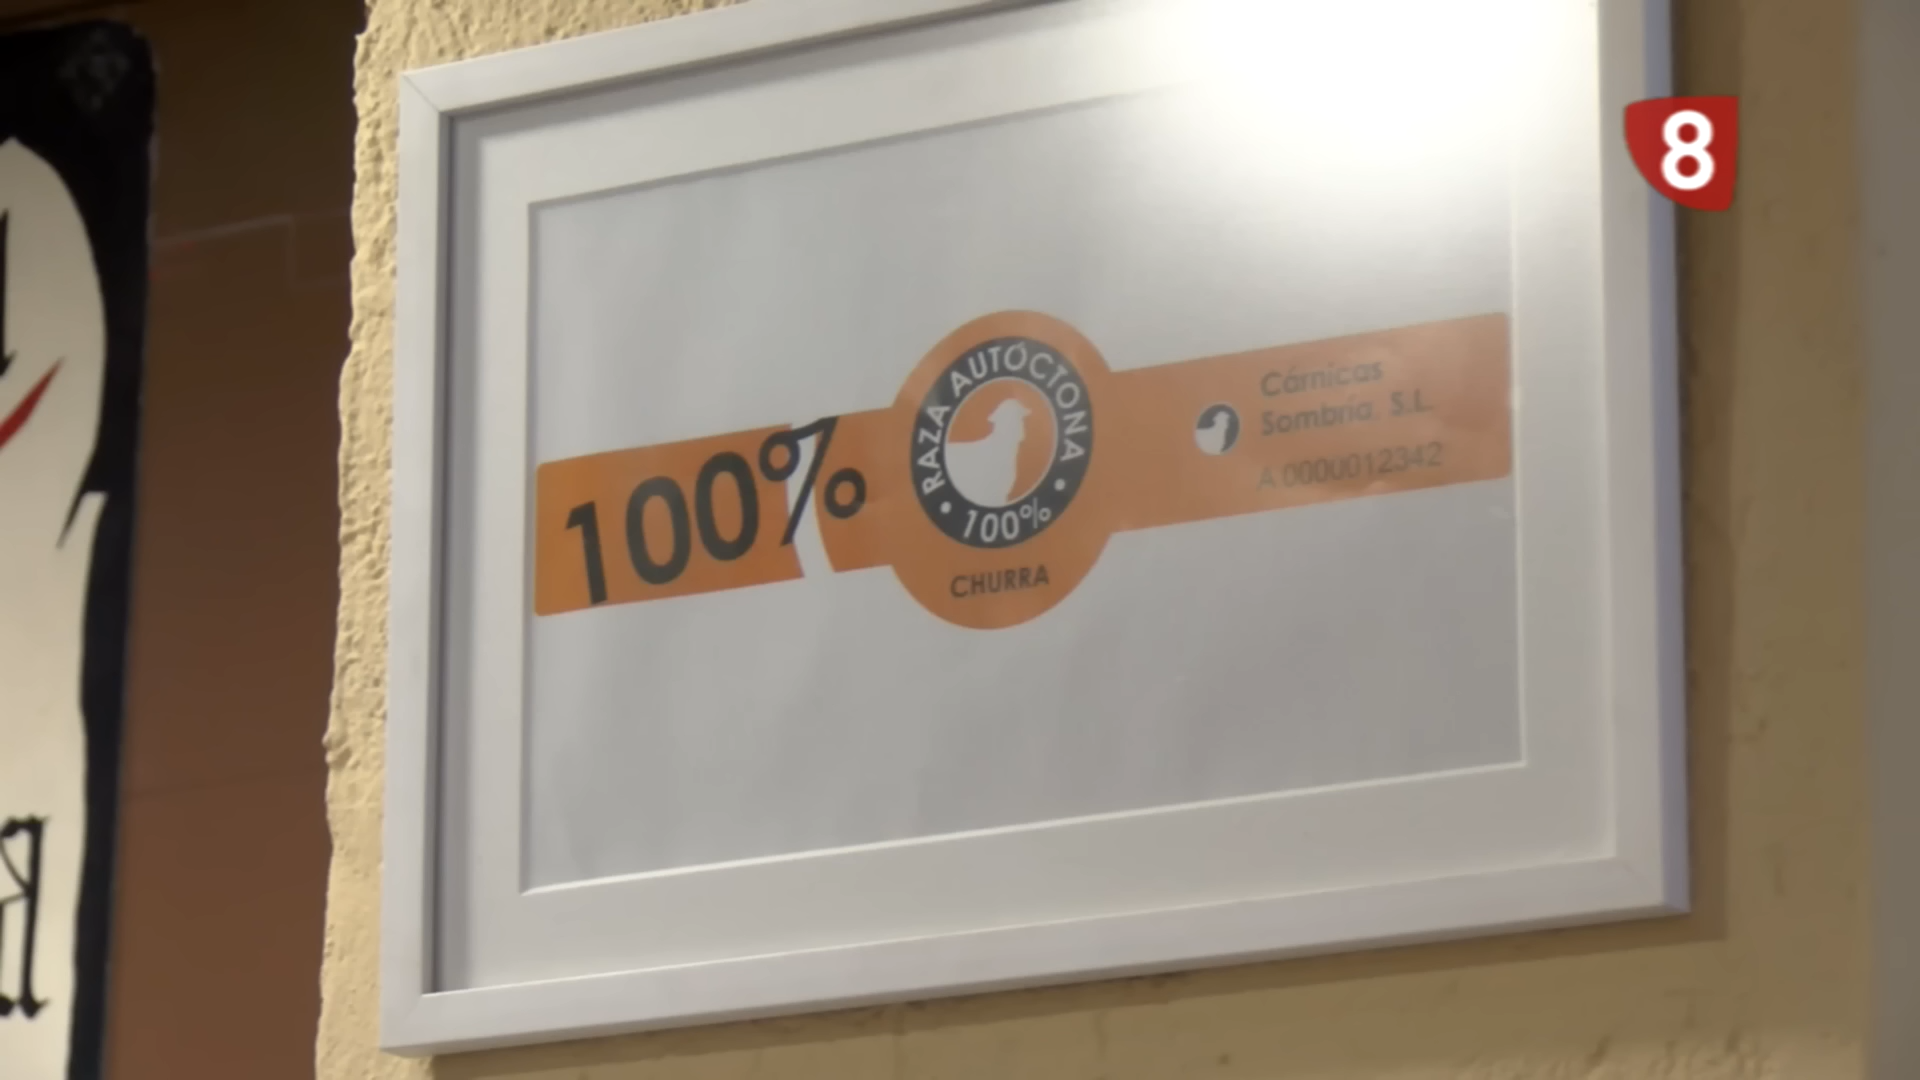 8
100%
RAZA AUTÓCTONA
100%
CHURRA
Cárnicas
Sombría, S.L.
A 0000012342